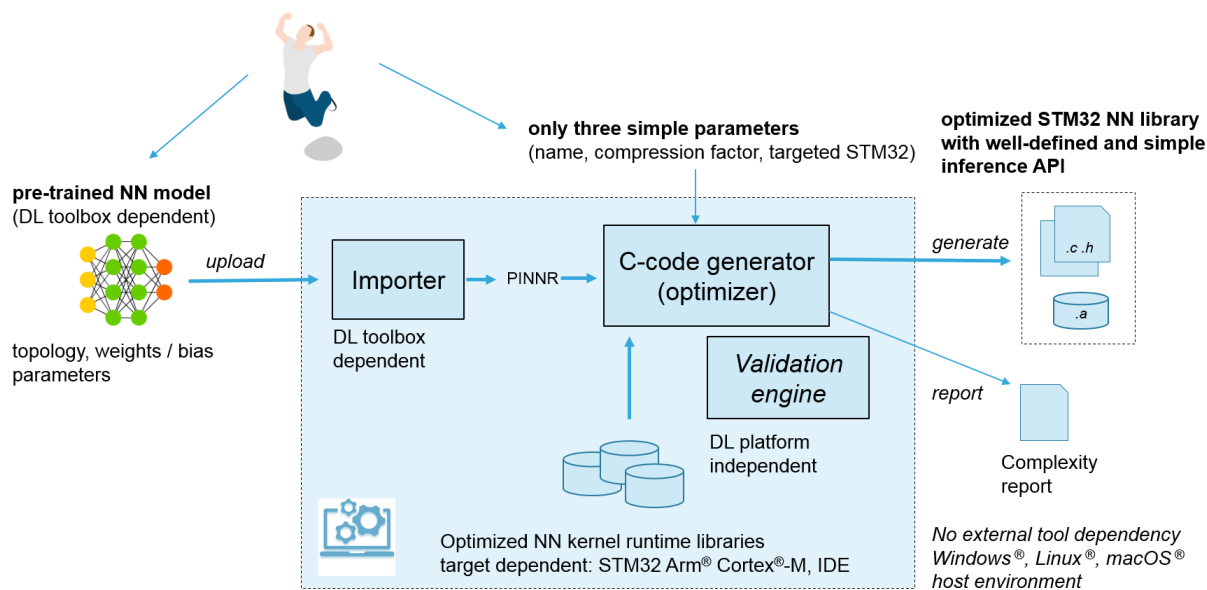 only three simple parameters
(name, compression factor, targeted STM32)
optimized STM32 NN library
with well-defined and simple
inference API
pre-trained NN model
(DL toolbox dependent)
upload
topology, weights / bias
parameters
Importer
DL toolbox
dependent
PINNR
C-code generator
(optimizer)
Validation
engine
DL platform
independent
Optimized NN kernel runtime libraries
target dependent: STM32 Arm® Cortex®-M, IDE
generate
.c .h
.a
report
Complexity
report
No external tool dependency
Windows®, Linux®, macOS®
host environment